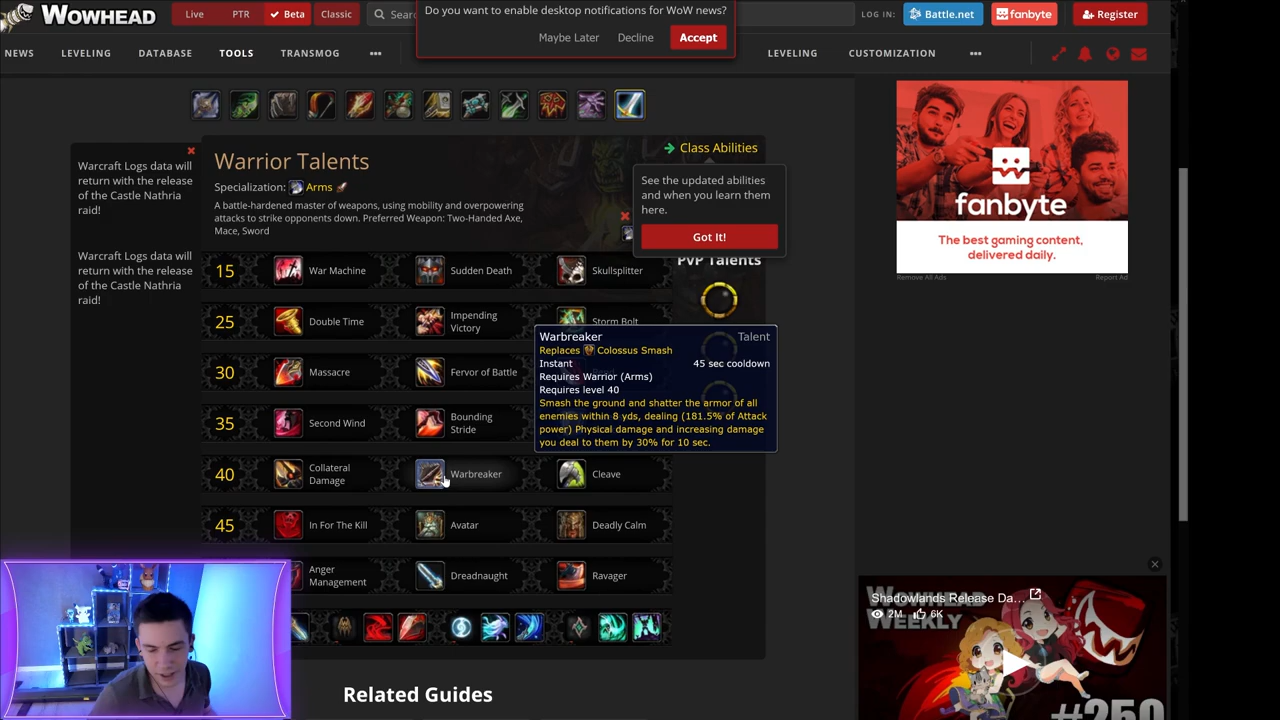 WOWHEAD
Live
PTR
Beta
Classic
Do you want to enable desktop notifications for WoW news?
Maybe Later
Decline
Accept
LOG IN:
Battle.net
fanbyte
Register
NEWS
LEVELING
DATABASE
TOOLS
TRANSMOG
LEVELING
CUSTOMIZATION
Warcraft Logs data will
return with the release
of the Castle Nathria
raid!
Warcraft Logs data will
return with the release
of the Castle Nathria
raid!
Warrior Talents
Specialization: Arms
A battle-hardened master of weapons, using mobility and overpowering
attacks to strike opponents down. Preferred Weapon: Two-Handed Axe,
Mace, Sword
Class Abilities
See the updated abilities
and when you learn them
here.
Got It!
PVP Talents
15
War Machine
Sudden Death
Skullsplitter
25
Double Time
Impending
Victory
Storm Bolt
30
Massacre
Fervor of Battle
35
Second Wind
Bounding
Stride
Warbreaker
Talent
Replaces Colossus Smash
Instant
45 sec cooldown
Requires Warrior (Arms)
Requires level 40
Smash the ground and shatter the armor of all
enemies within 8 yds, dealing (181.5% of Attack
power) Physical damage and increasing damage
you deal to them by 30% for 10 sec.
40
Collateral
Damage
Warbreaker
Cleave
45
In For The Kill
Avatar
Deadly Calm
Anger
Management
Dreadnaught
Ravager
Related Guides
fanbyte
The best gaming content,
delivered daily.
Remove All Ads
Report Ad
Shadowlands Release Da...
2M
6K
WOWHEAD
WEEKLY
#250